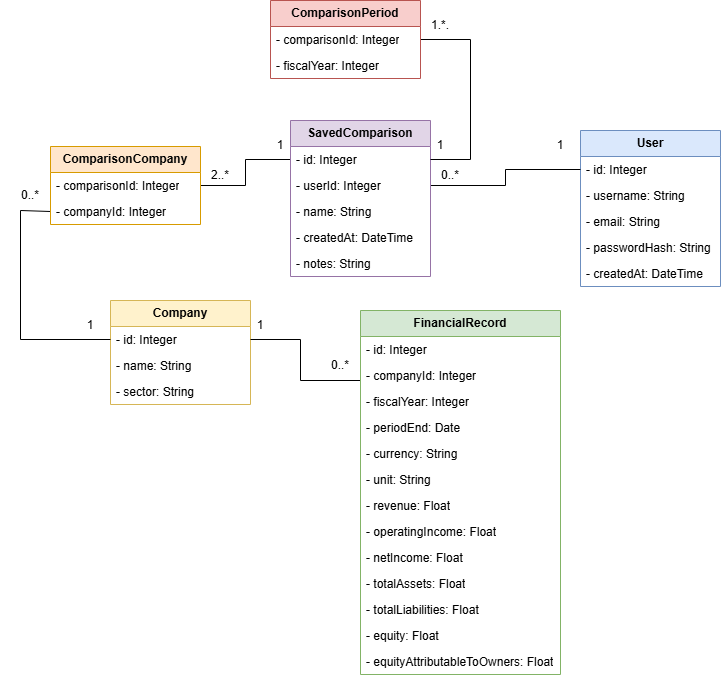 ComparisonPeriod
- comparisonId: Integer
- fiscalYear: Integer
1.*.
SavedComparison
- id: Integer
- userId: Integer
- name: String
- createdAt: DateTime
- notes: String
1
1
0..*
1
User
- id: Integer
- username: String
- email: String
- passwordHash: String
- createdAt: DateTime
ComparisonCompany
- comparisonId: Integer
- companyId: Integer
2..*
0..*
Company
- id: Integer
- name: String
- sector: String
1
1
0..*
FinancialRecord
- id: Integer
- companyId: Integer
- fiscalYear: Integer
- periodEnd: Date
- currency: String
- unit: String
- revenue: Float
- operatingIncome: Float
- netIncome: Float
- totalAssets: Float
- totalLiabilities: Float
- equity: Float
- equityAttributableToOwners: Float